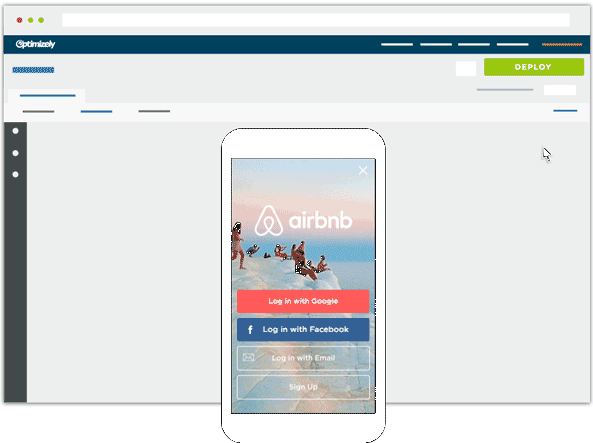 Optimizely
DEPLOY
airbnb
Log in with Google
f Log in with Facebook
Log in with Email
Sign Up